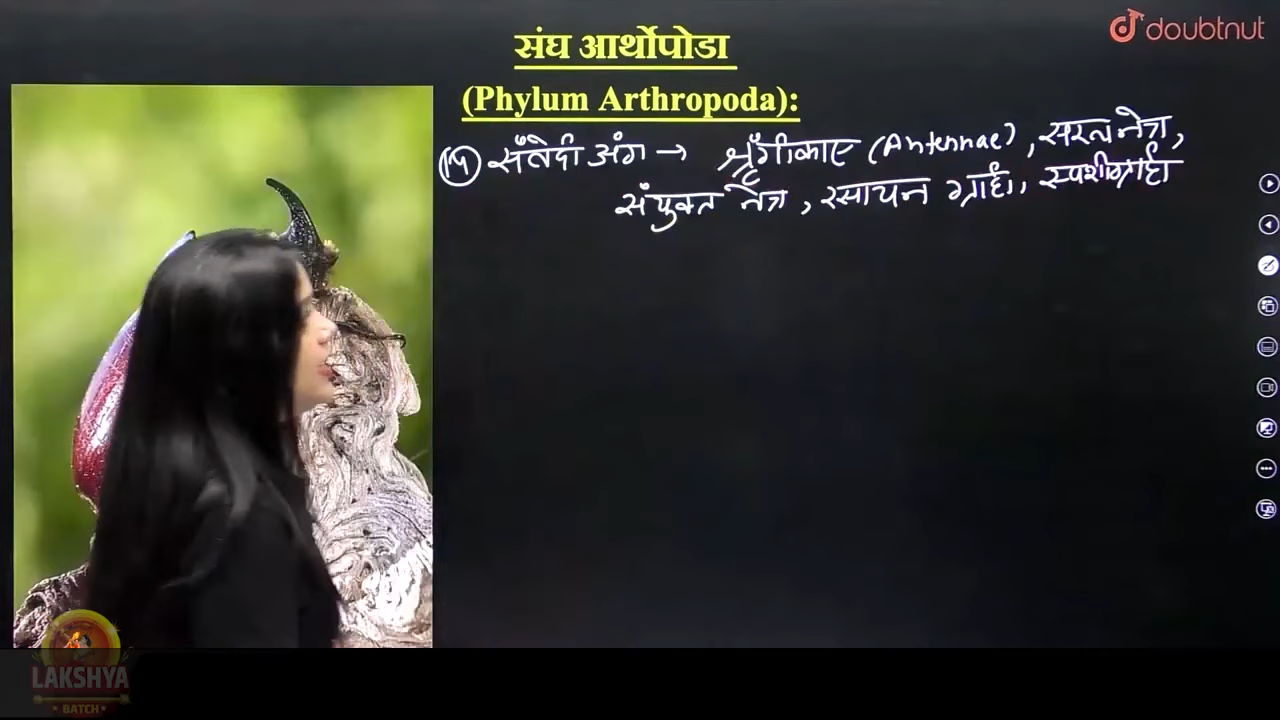 doubtnut
संघ आर्थोपोडा
(Phylum Arthropoda):
(14) संवेदी अंग → श्रृंगीकाए (Antennae), सरल नेत्र,
संयुक्त नेत्र, रसायन ग्राही, स्पर्शग्राही
LAKSHYA
BATCH